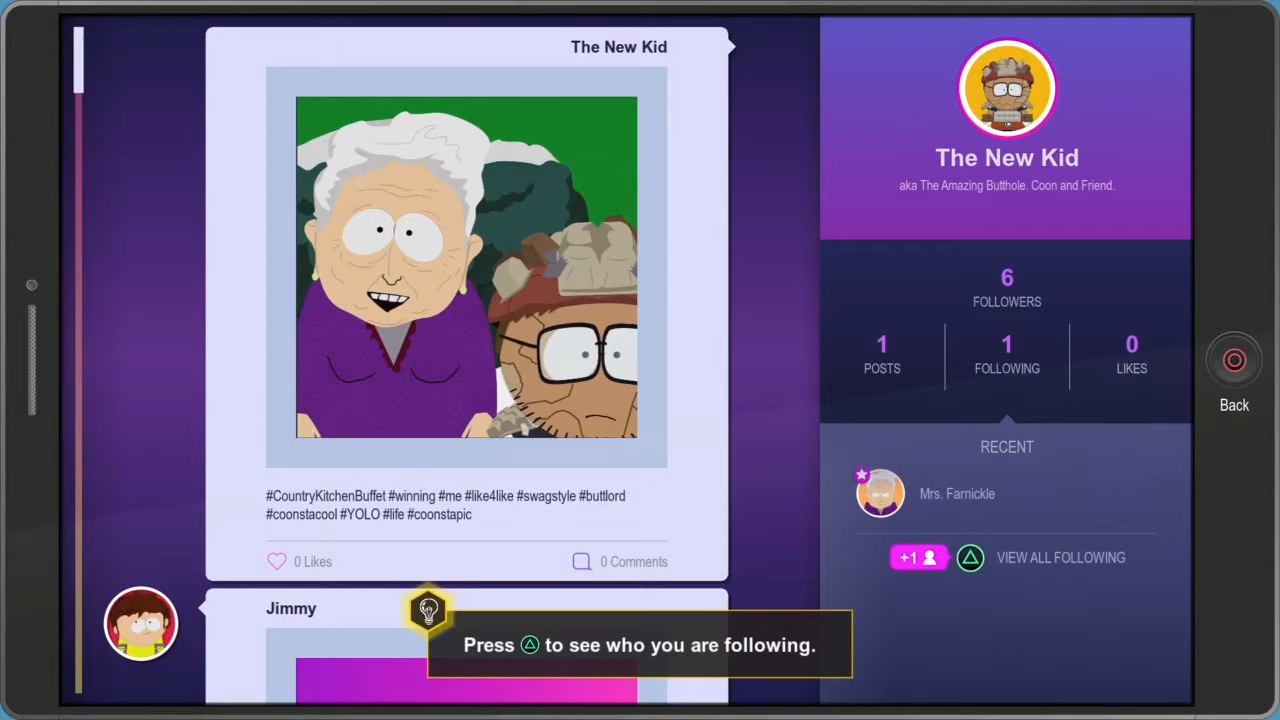 The New Kid
#CountryKitchenBuffet #winning #me #like4like #swagstyle #buttlord
#coonstacool #YOLO #life #coonstapic
0 Likes
0 Comments
Jimmy
Press to see who you are following.
The New Kid
aka The Amazing Butthole. Coon and Friend.
6
FOLLOWERS
1
POSTS
1
FOLLOWING
0
LIKES
RECENT
Mrs. Farnickle
+1
VIEW ALL FOLLOWING
Back